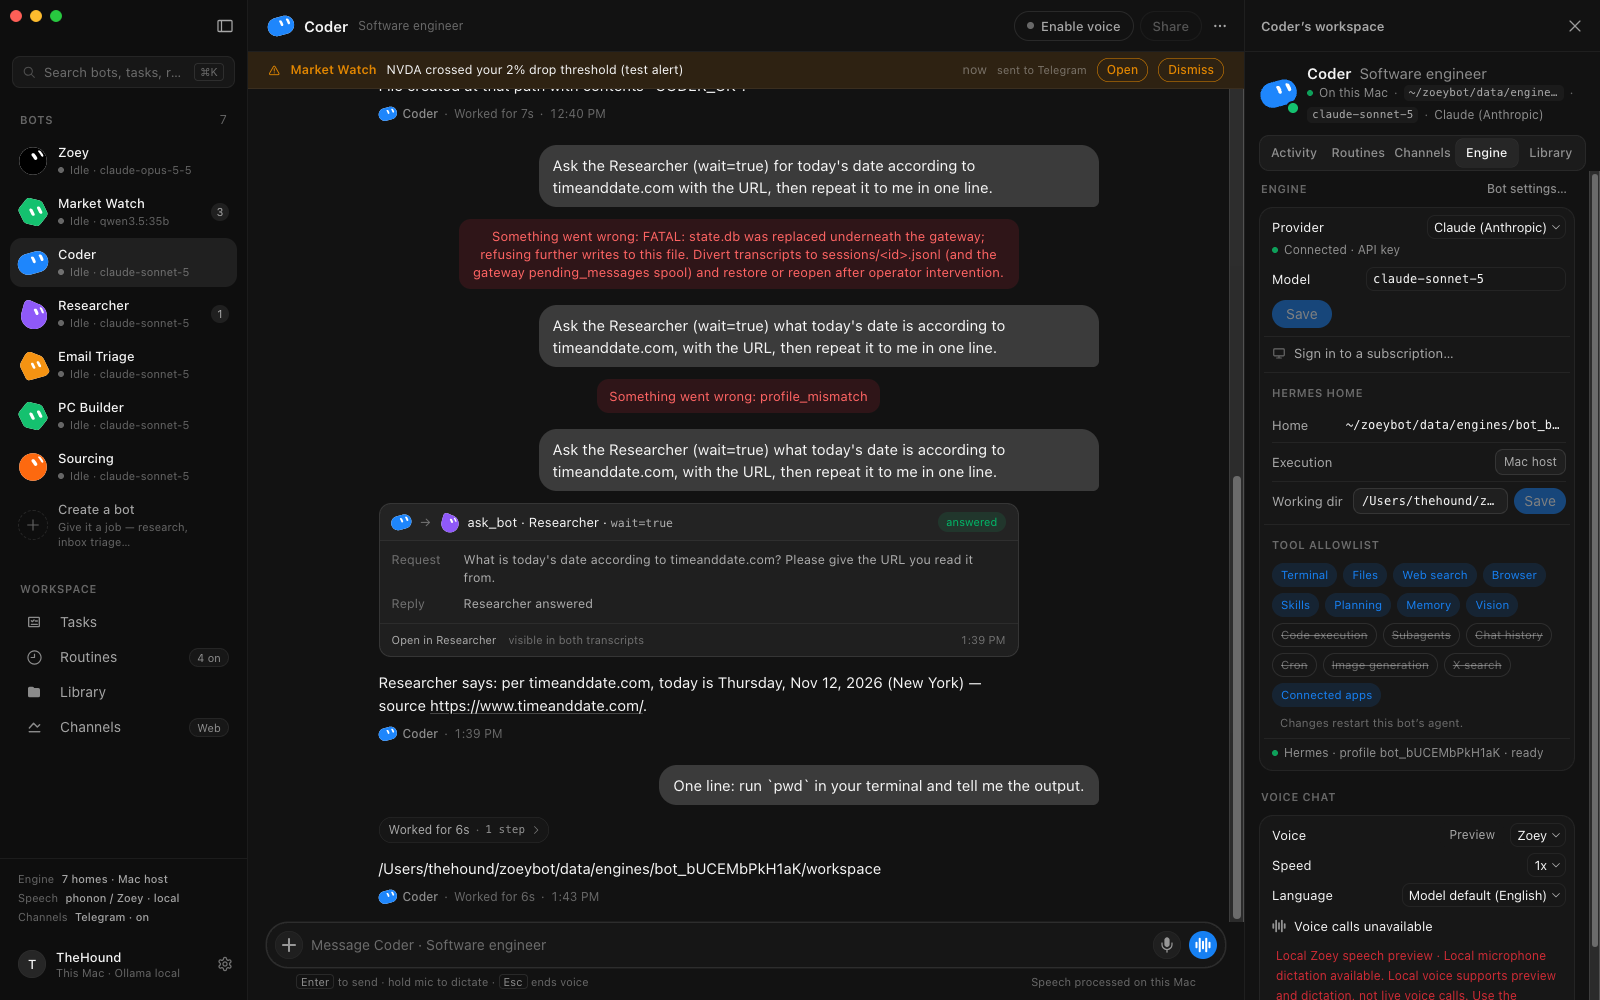 Search bots, tasks, r...
⌘K
BOTS
7
Zoey
Idle · claude-opus-5-5
Market Watch
Idle · qwen3.5:35b
3
Coder
Idle · claude-sonnet-5
Researcher
Idle · claude-sonnet-5
1
Email Triage
Idle · claude-sonnet-5
PC Builder
Idle · claude-sonnet-5
Sourcing
Idle · claude-sonnet-5
Create a bot
Give it a job — research,
inbox triage...
WORKSPACE
Tasks
Routines
4 on
Library
Channels
Web
Engine 7 homes · Mac host
Speech phonon / Zoey · local
Channels Telegram · on
T
TheHound
This Mac · Ollama local
Coder Software engineer
Enable voice
Share
Market Watch NVDA crossed your 2% drop threshold (test alert)
now sent to Telegram
Open
Dismiss
Coder · Worked for 7s · 12:40 PM
Ask the Researcher (wait=true) for today's date according to
timeanddate.com with the URL, then repeat it to me in one line.
Something went wrong: FATAL: state.db was replaced underneath the gateway;
refusing further writes to this file. Divert transcripts to sessions/<id>.jsonl (and the
gateway pending_messages spool) and restore or reopen after operator intervention.
Ask the Researcher (wait=true) what today's date is according to
timeanddate.com, with the URL, then repeat it to me in one line.
Something went wrong: profile_mismatch
Ask the Researcher (wait=true) what today's date is according to
timeanddate.com, with the URL, then repeat it to me in one line.
→ ask_bot · Researcher · wait=true
answered
Request What is today's date according to timeanddate.com? Please give the URL you read it
from.
Reply Researcher answered
Open in Researcher visible in both transcripts 1:39 PM
Researcher says: per timeanddate.com, today is Thursday, Nov 12, 2026 (New York) —
source https://www.timeanddate.com/.
Coder · 1:39 PM
One line: run `pwd` in your terminal and tell me the output.
Worked for 6s · 1 step >
/Users/thehound/zoeybot/data/engines/bot_bUCEMbPkH1aK/workspace
Coder · Worked for 6s · 1:43 PM
Message Coder · Software engineer
Enter to send · hold mic to dictate · Esc ends voice
Speech processed on this Mac
Coder's workspace
Coder Software engineer
On this Mac · ~/zoeybot/data/engine… ·
claude-sonnet-5 · Claude (Anthropic)
Activity
Routines
Channels
Engine
Library
ENGINE
Bot settings...
Provider
Claude (Anthropic)
Connected · API key
Model
claude-sonnet-5
Save
Sign in to a subscription...
HERMES HOME
Home ~/zoeybot/data/engines/bot_b…
Execution Mac host
Working dir /Users/thehound/z… Save
TOOL ALLOWLIST
Terminal Files Web search Browser
Skills Planning Memory Vision
Code execution Subagents Chat history
Cron Image generation X search
Connected apps
Changes restart this bot's agent.
Hermes · profile bot_bUCEMbPkH1aK · ready
VOICE CHAT
Voice Preview Zoey
Speed 1x
Language Model default (English)
Voice calls unavailable
Local Zoey speech preview · Local microphone
dictation available. Local voice supports preview
and dictation, not live voice calls. Use the